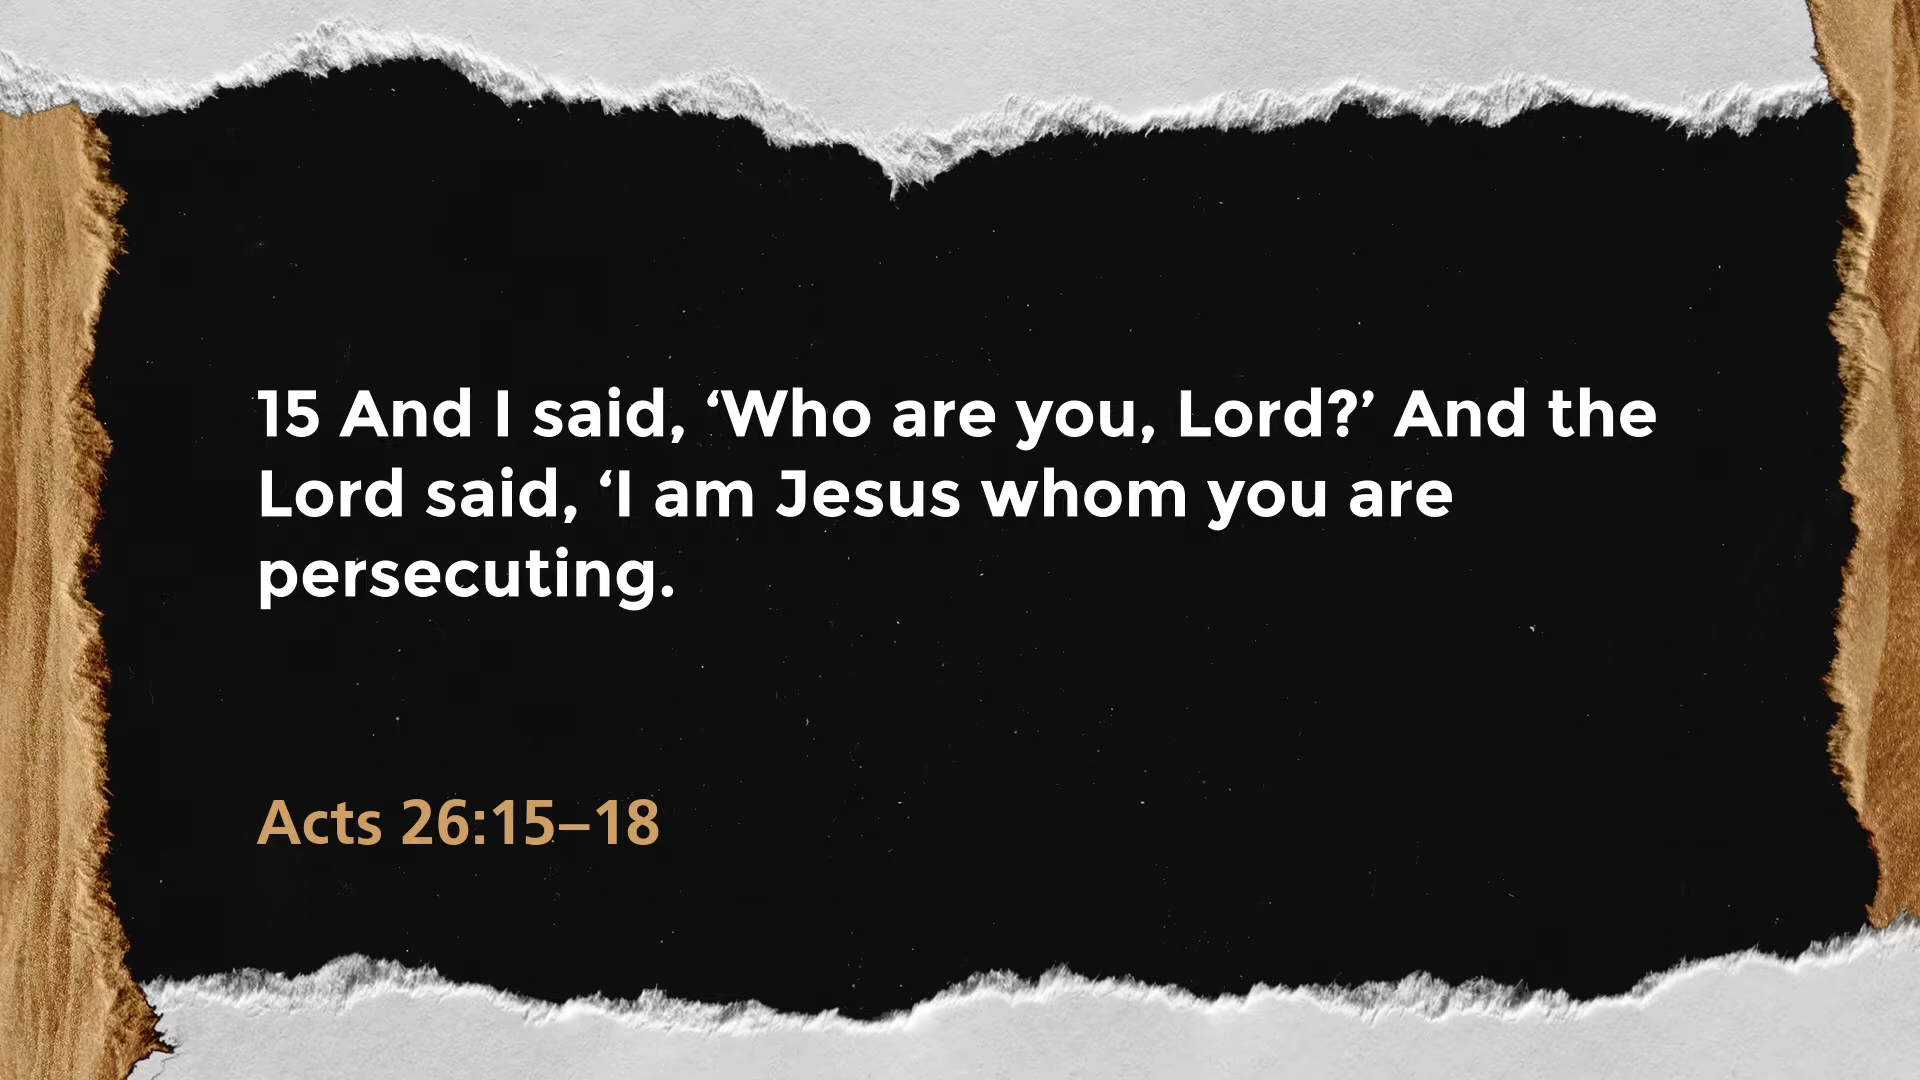 15 And I said, ‘Who are you, Lord?’ And the
Lord said, ‘I am Jesus whom you are
persecuting.
Acts 26:15–18